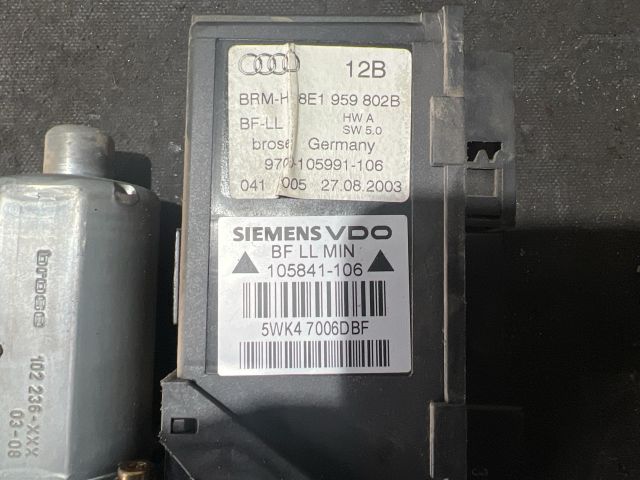 12B
BRM-H 8E1 959 802B
BF-LL HW A
SW 5.0
brose Germany
970-105991-106
041 005 27.08.2003
SIEMENS VDO
BF LL MIN
105841-106
5WK4 7006DBF
brose 102 236-XXX
03-08